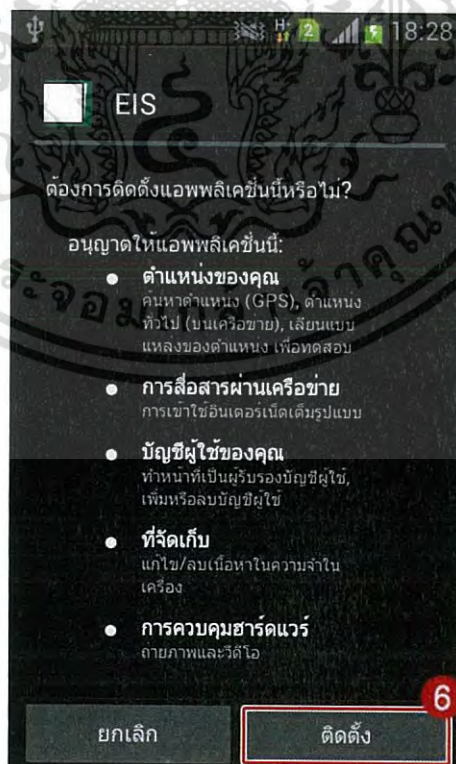 2 18:28
EIS
ต้องการติดตั้งแอพพลิเคชั่นนี้หรือไม่?
อนุญาตให้แอพพลิเคชั่นนี้:
ตำแหน่งของคุณ
ค้นหาตำแหน่ง (GPS), ตำแหน่ง
ทั่วไป (บนเครือข่าย), เลียนแบบ
แหล่งของตำแหน่ง เพื่อทดสอบ
การสื่อสารผ่านเครือข่าย
การเข้าใช้อินเตอร์เน็ตเต็มรูปแบบ
บัญชีผู้ใช้ของคุณ
ทำหน้าที่เป็นผู้รับรองบัญชีผู้ใช้,
เพิ่มหรือลบบัญชีผู้ใช้
ที่จัดเก็บ
แก้ไข/ลบเนื้อหาในความจำใน
เครื่อง
การควบคุมฮาร์ดแวร์
ถ่ายภาพและวีดีโอ
6
ยกเลิก ติดตั้ง